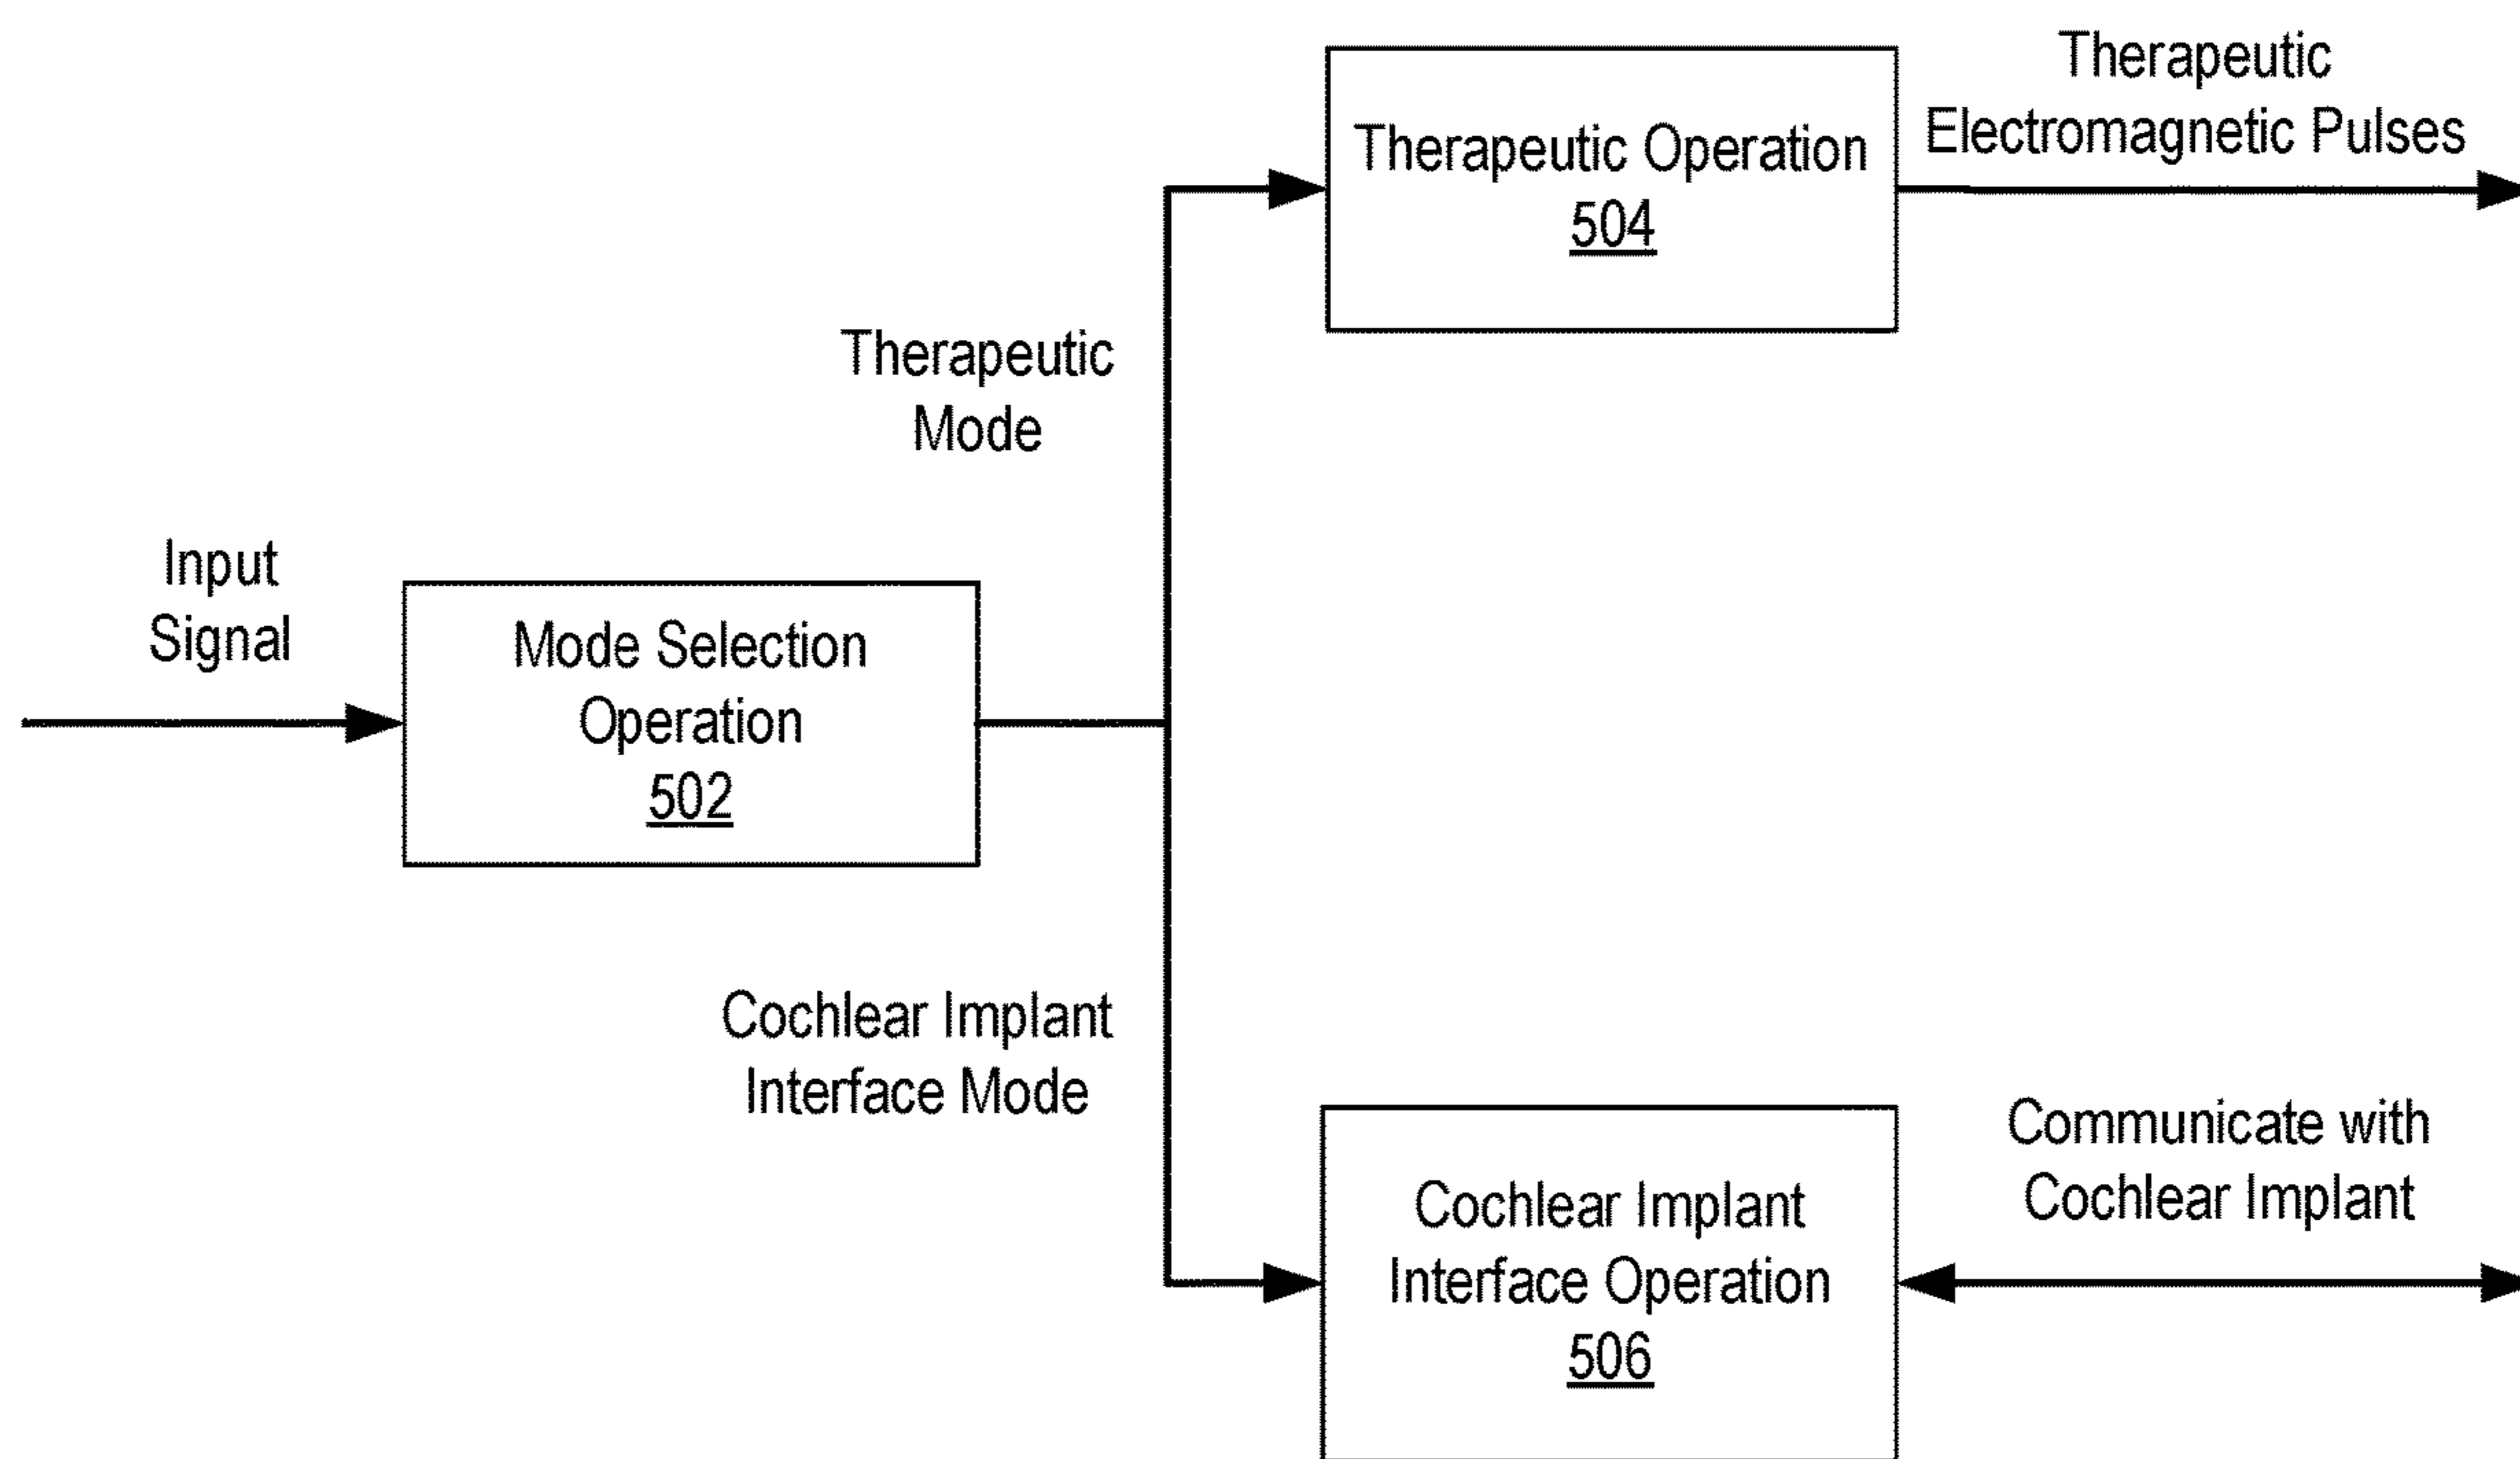 Therapeutic
Electromagnetic Pulses
Therapeutic Operation
504
Therapeutic
Mode
Input
Signal
Mode Selection
Operation
502
Cochlear Implant
Interface Mode
Cochlear Implant
Interface Operation
506
Communicate with
Cochlear Implant